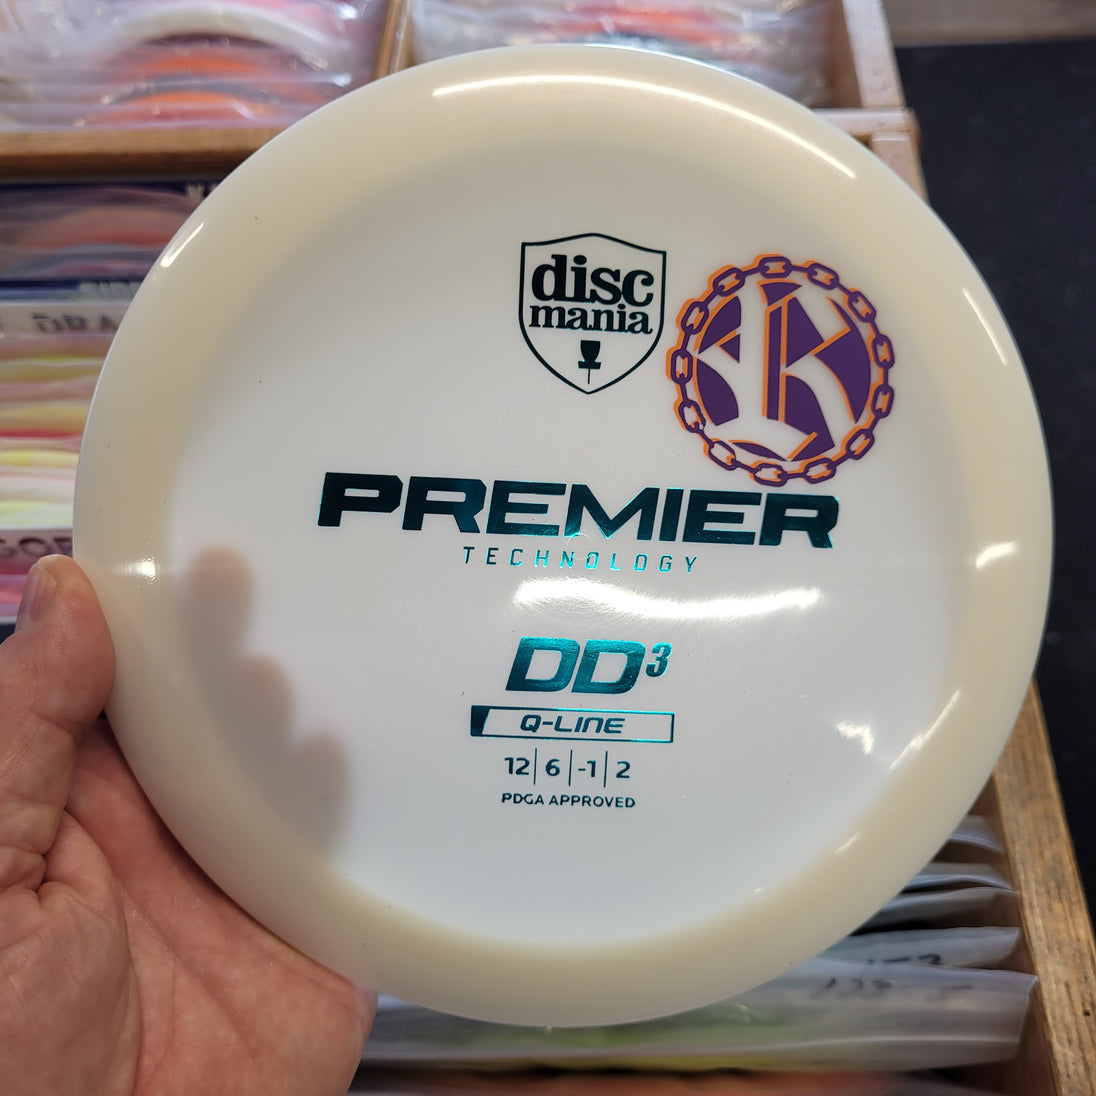 disc
mania
PREMIER
TECHNOLOGY
DD³
Q-LINE
12 | 6 | -1 | 2
PDGA APPROVED